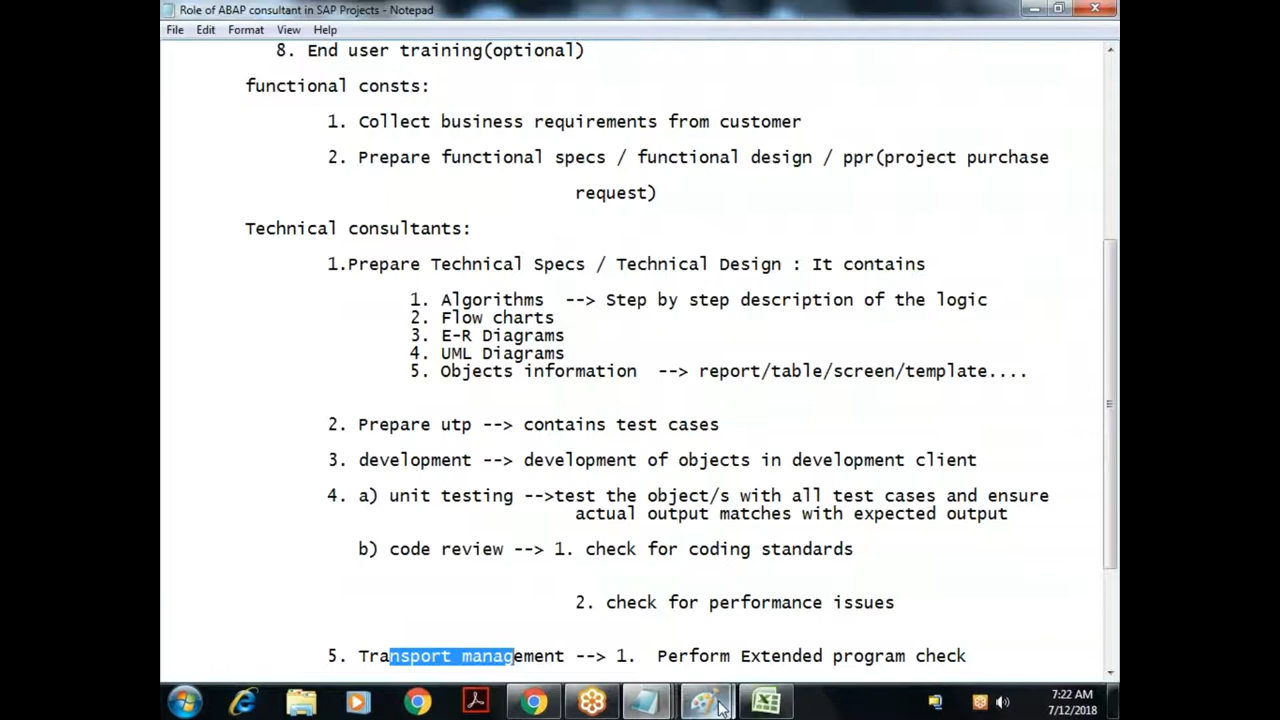 Role of ABAP consultant in SAP Projects - Notepad
File Edit Format View Help
8. End user training(optional)
functional consts:
1. Collect business requirements from customer
2. Prepare functional specs / functional design / ppr(project purchase
request)
Technical consultants:
1.Prepare Technical Specs / Technical Design : It contains
1. Algorithms --> Step by step description of the logic
2. Flow charts
3. E-R Diagrams
4. UML Diagrams
5. Objects information --> report/table/screen/template....
2. Prepare utp --> contains test cases
3. development --> development of objects in development client
4. a) unit testing -->test the object/s with all test cases and ensure
actual output matches with expected output
b) code review --> 1. check for coding standards
2. check for performance issues
5. Transport management --> 1. Perform Extended program check
7:22 AM
7/12/2018